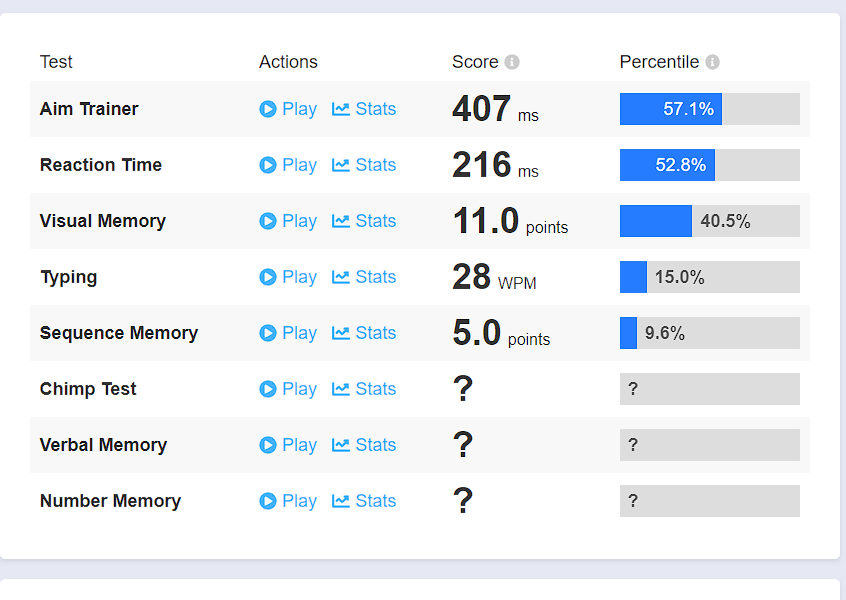 Test Actions Score Percentile
Aim Trainer Play Stats 407 ms 57.1%
Reaction Time Play Stats 216 ms 52.8%
Visual Memory Play Stats 11.0 points 40.5%
Typing Play Stats 28 WPM 15.0%
Sequence Memory Play Stats 5.0 points 9.6%
Chimp Test Play Stats ? ?
Verbal Memory Play Stats ? ?
Number Memory Play Stats ? ?